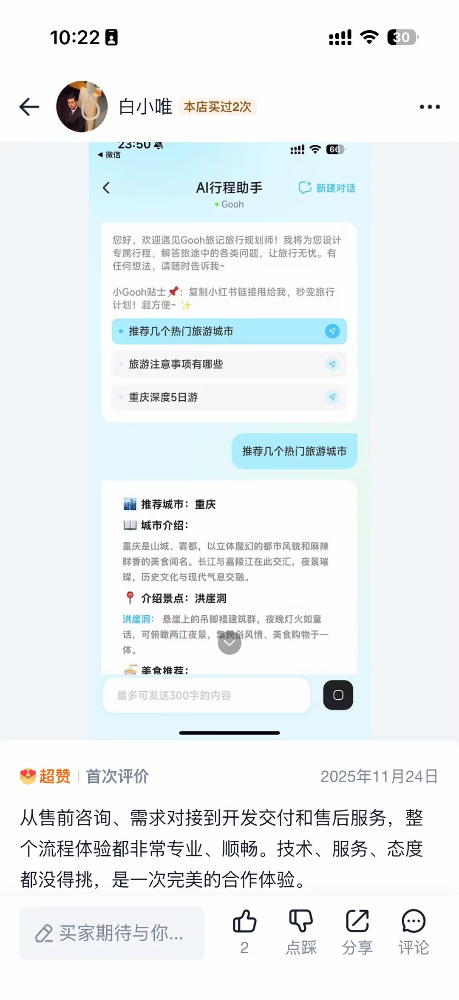 10:22
30
白小唯 本店买过2次
23:50
66
微信
AI行程助手
新建对话
Gooh
您好，欢迎遇见Gooh旅记旅行规划师！我将为您设计
专属行程，解答旅途中的各类问题，让旅行无忧。有
任何想法，请随时告诉我~
小Gooh贴士📌：复制小红书链接甩给我，秒变旅行
计划！超方便~ ✨
推荐几个热门旅游城市
旅游注意事项有哪些
重庆深度5日游
推荐几个热门旅游城市
推荐城市：重庆
城市介绍：
重庆是山城、雾都，以立体魔幻的都市风貌和麻辣
鲜香的美食闻名。长江与嘉陵江在此交汇，夜景璀
璨，历史文化与现代气息交融。
介绍景点：洪崖洞
洪崖洞： 悬崖上的吊脚楼建筑群，夜晚灯火如童
话，可俯瞰两江夜景，集民俗风情、美食购物于一
体。
美食推荐：
最多可发送300字的内容
超赞 首次评价 2025年11月24日
从售前咨询、需求对接到开发交付和售后服务，整
个流程体验都非常专业、顺畅。技术、服务、态度
都没得挑，是一次完美的合作体验。
买家期待与你...
2
点踩
分享
评论